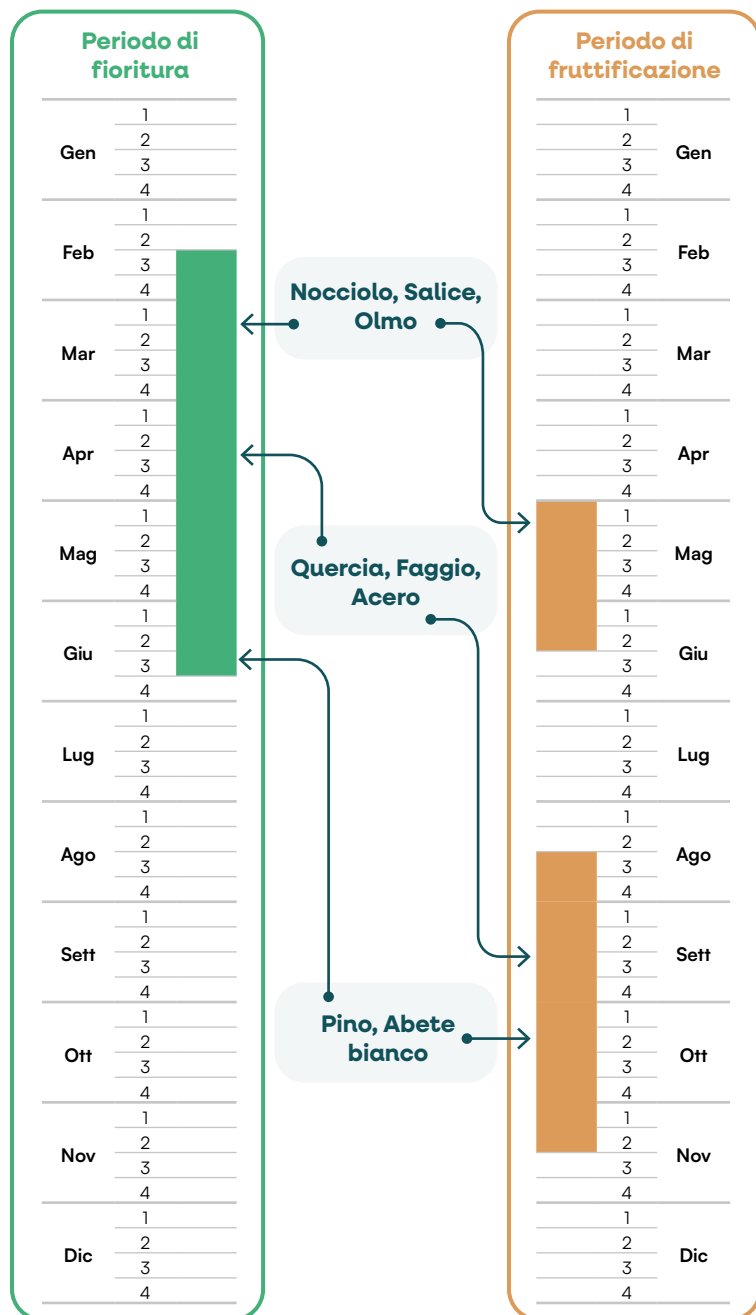 Periodo di
fioritura
Gen
1
2
3
4
Feb
1
2
3
4
Mar
1
2
3
4
Apr
1
2
3
4
Mag
1
2
3
4
Giu
1
2
3
4
Lug
1
2
3
4
Ago
1
2
3
4
Sett
1
2
3
4
Ott
1
2
3
4
Nov
1
2
3
4
Dic
1
2
3
4
Nocciolo, Salice,
Olmo
Quercia, Faggio,
Acero
Pino, Abete
bianco
Periodo di
fruttificazione
1
2
3
4
Gen
1
2
3
4
Feb
1
2
3
4
Mar
1
2
3
4
Apr
1
2
3
4
Mag
1
2
3
4
Giu
1
2
3
4
Lug
1
2
3
4
Ago
1
2
3
4
Sett
1
2
3
4
Ott
1
2
3
4
Nov
1
2
3
4
Dic